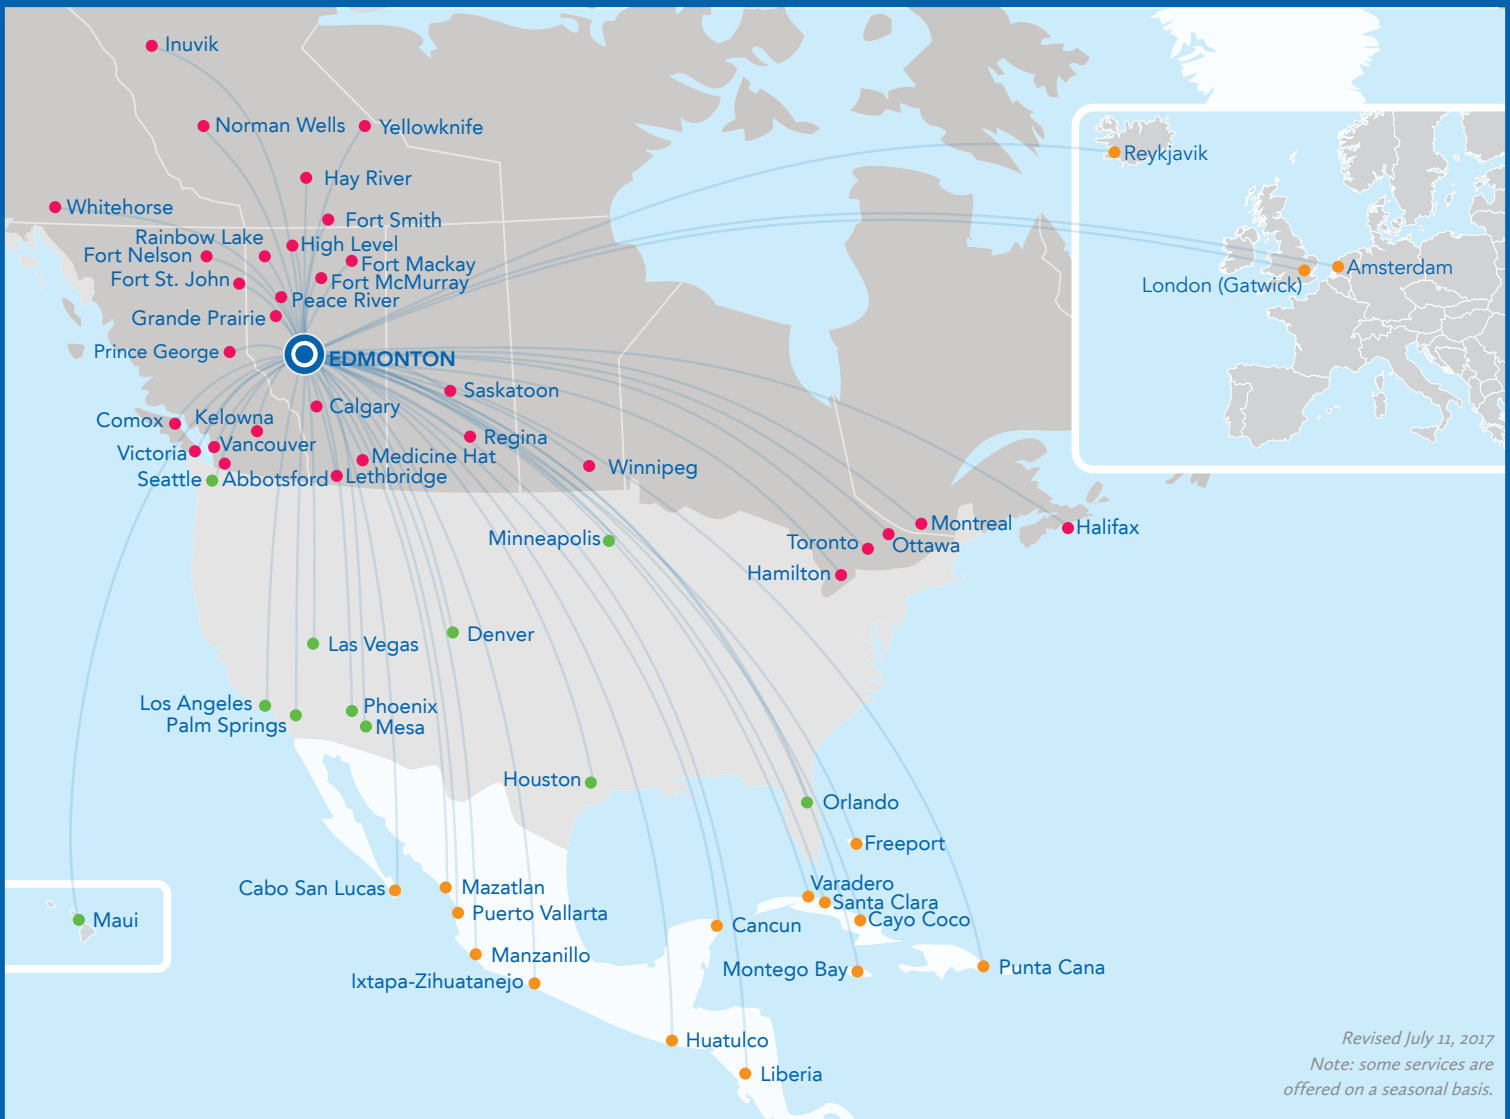 Inuvik
Norman Wells
Yellowknife
Reykjavik
Hay River
Whitehorse
Fort Smith
Rainbow Lake
High Level
Fort Nelson
Fort Mackay
Amsterdam
Fort St. John
Fort McMurray
London (Gatwick)
Peace River
Grande Prairie
Prince George
EDMONTON
Saskatoon
Calgary
Comox
Kelowna
Regina
Vancouver
Victoria
Medicine Hat
Winnipeg
Seattle
Abbotsford
Lethbridge
Montreal
Halifax
Minneapolis
Toronto
Ottawa
Hamilton
Denver
Las Vegas
Los Angeles
Phoenix
Palm Springs
Mesa
Houston
Orlando
Freeport
Varadero
Cabo San Lucas
Mazatlan
Santa Clara
Puerto Vallarta
Maui
Cayo Coco
Cancun
Manzanillo
Montego Bay
Punta Cana
Ixtapa-Zihuatanejo
Huatulco
Liberia
Revised July 11, 2017
Note: some services are
offered on a seasonal basis.